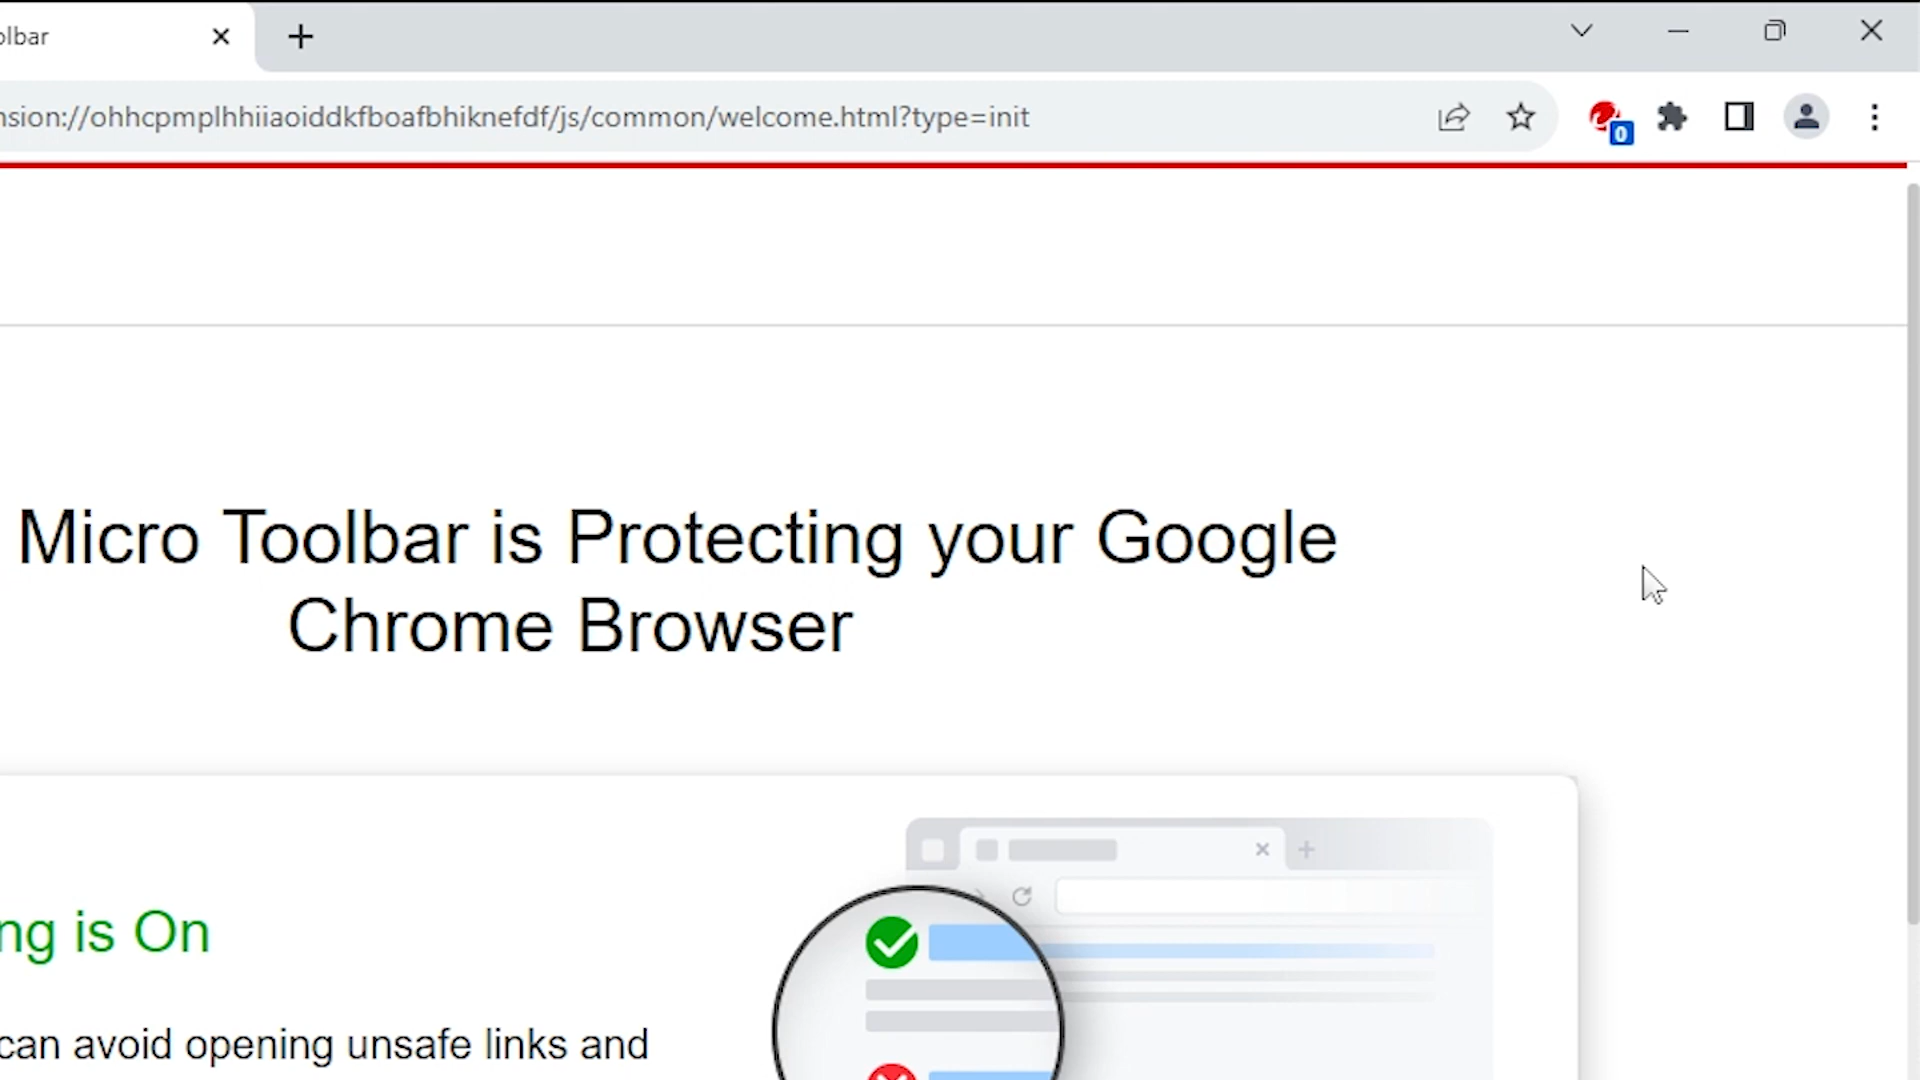 olbar
nsion://ohhcpmplhhiiaoiddkfboafbhiknefdf/js/common/welcome.html?type=init
0
Micro Toolbar is Protecting your Google
Chrome Browser
ng is On
can avoid opening unsafe links and